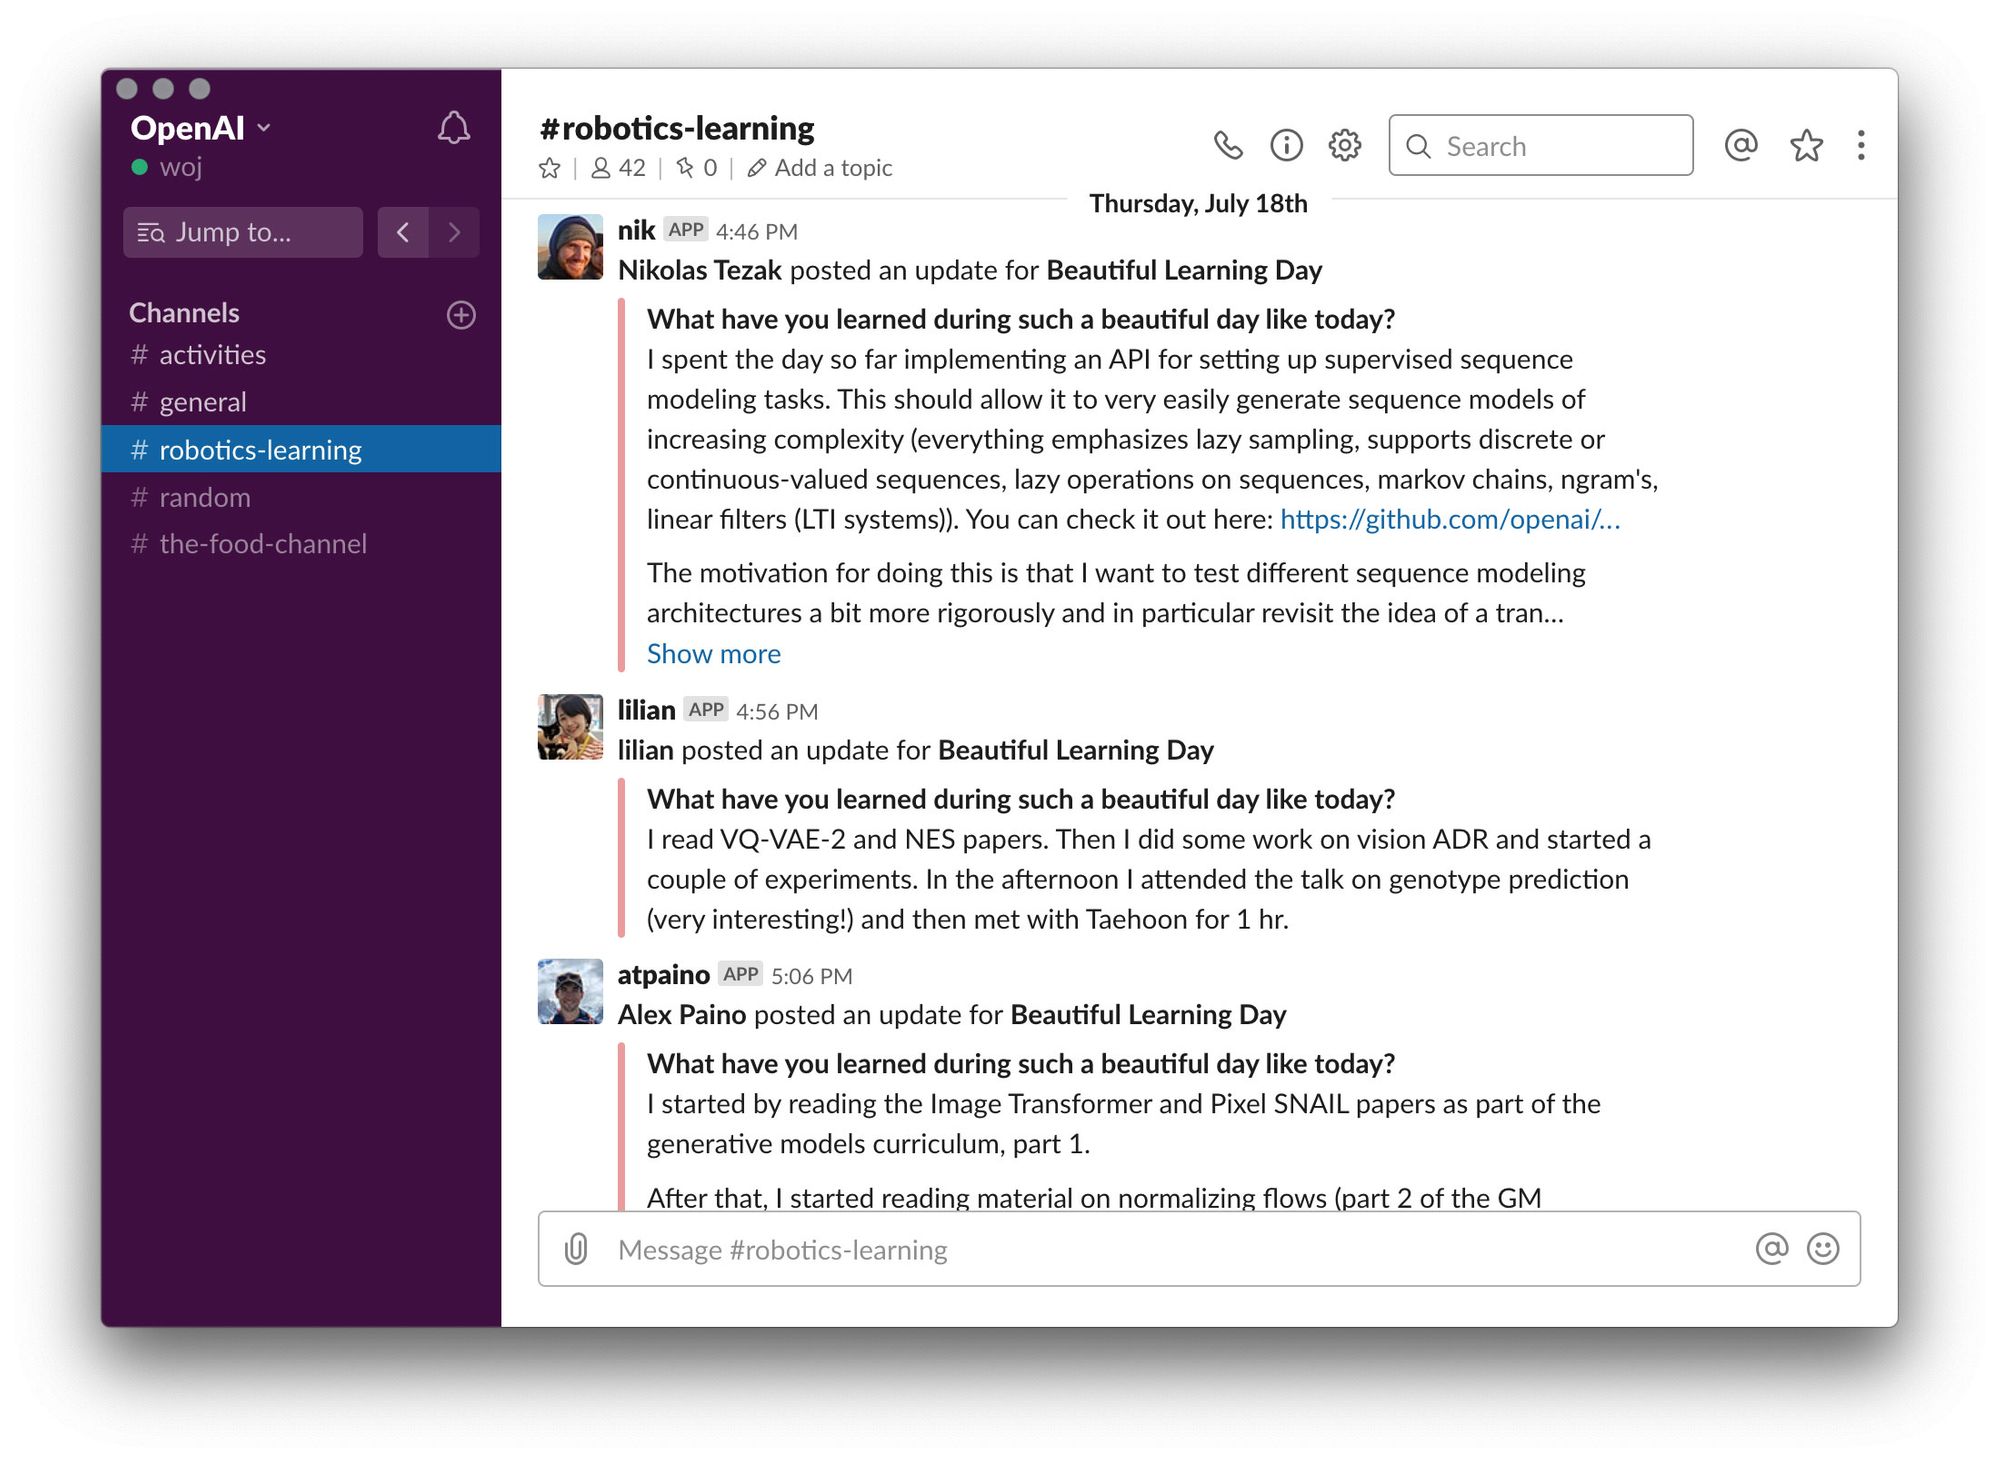 OpenAI
woj
Jump to...
Channels
# activities
# general
# robotics-learning
# random
# the-food-channel
#robotics-learning
42 | 0 | Add a topic
Search
Thursday, July 18th
nik APP 4:46 PM
Nikolas Tezak posted an update for Beautiful Learning Day
What have you learned during such a beautiful day like today?
I spent the day so far implementing an API for setting up supervised sequence
modeling tasks. This should allow it to very easily generate sequence models of
increasing complexity (everything emphasizes lazy sampling, supports discrete or
continuous-valued sequences, lazy operations on sequences, markov chains, ngram's,
linear filters (LTI systems)). You can check it out here: https://github.com/openai/...
The motivation for doing this is that I want to test different sequence modeling
architectures a bit more rigorously and in particular revisit the idea of a tran...
Show more
lilian APP 4:56 PM
lilian posted an update for Beautiful Learning Day
What have you learned during such a beautiful day like today?
I read VQ-VAE-2 and NES papers. Then I did some work on vision ADR and started a
couple of experiments. In the afternoon I attended the talk on genotype prediction
(very interesting!) and then met with Taehoon for 1 hr.
atpaino APP 5:06 PM
Alex Paino posted an update for Beautiful Learning Day
What have you learned during such a beautiful day like today?
I started by reading the Image Transformer and Pixel SNAIL papers as part of the
generative models curriculum, part 1.
After that, I started reading material on normalizing flows (part 2 of the GM
Message #robotics-learning